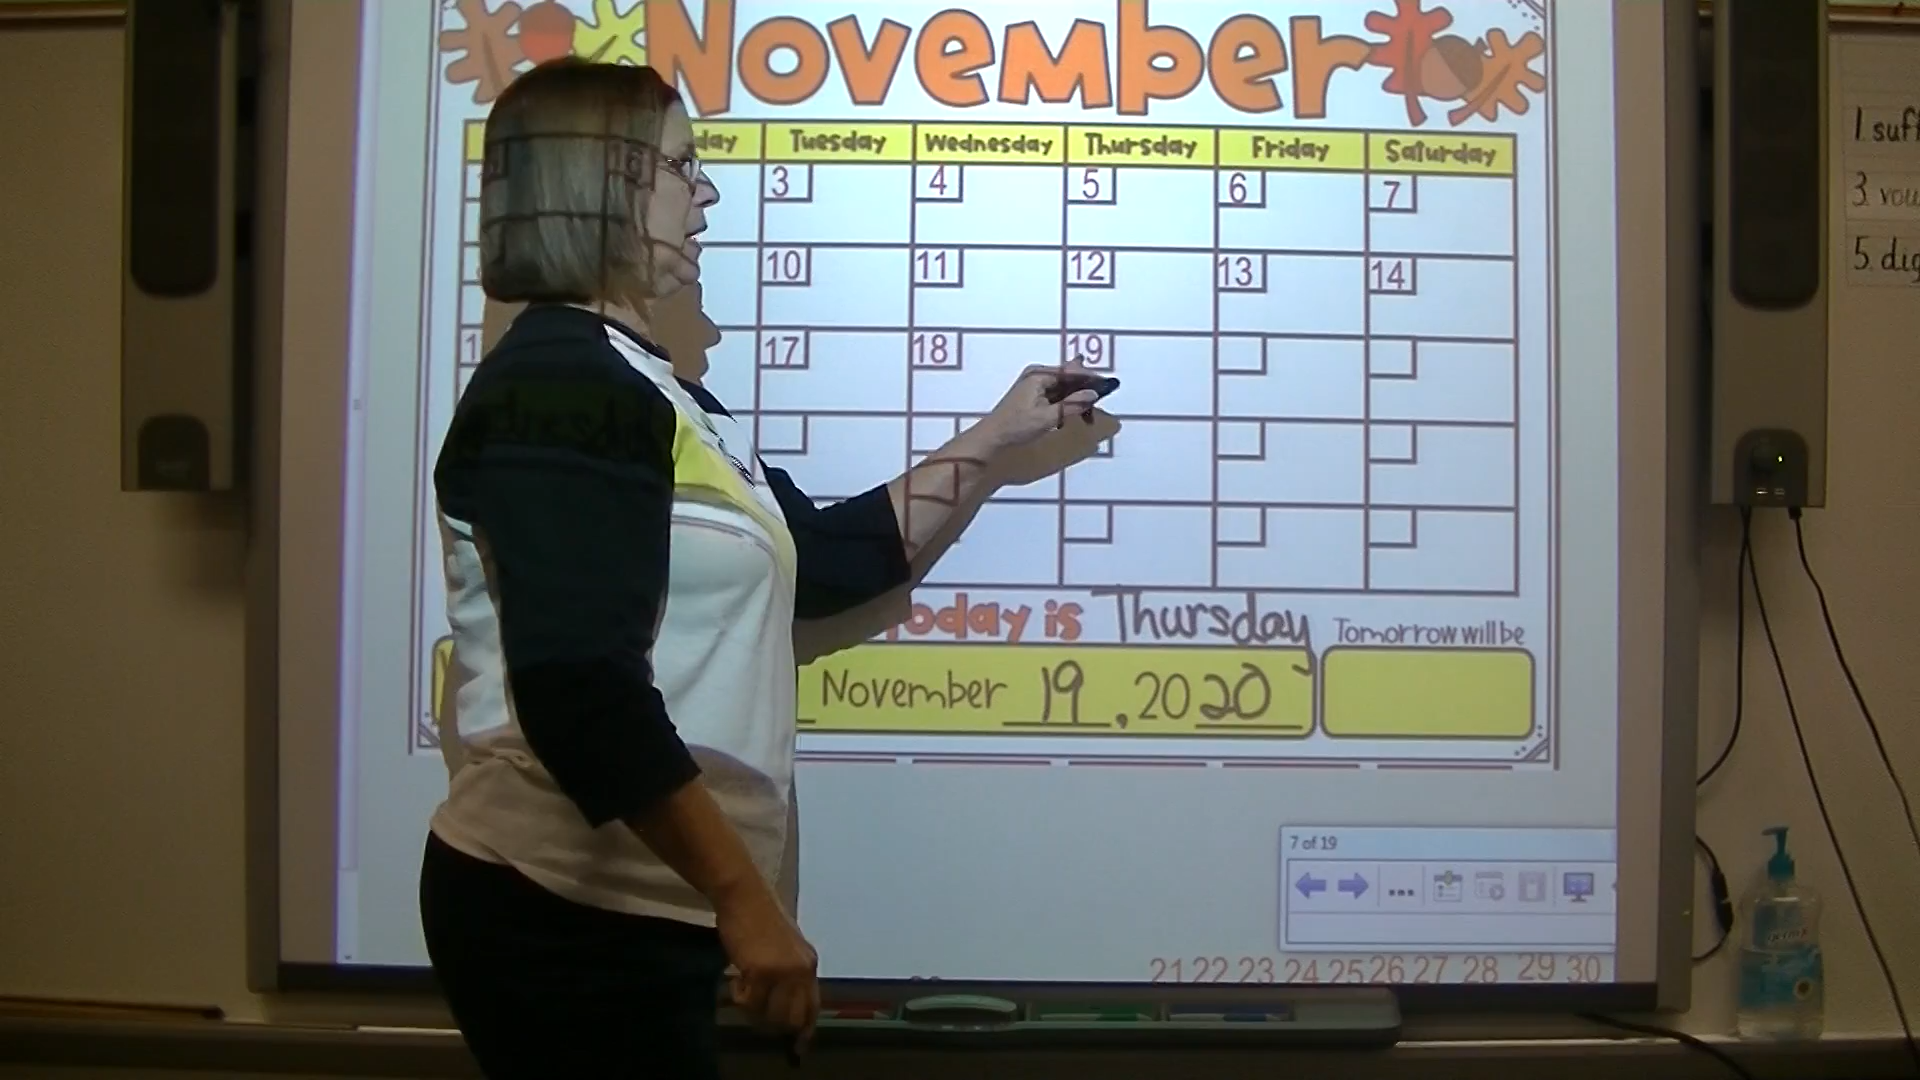 November
day Tuesday Wednesday Thursday Friday Saturday
3 4 5 6 7
10 11 12 13 14
1 17 18 19
Today is Thursday Tomorrow will be
November 19, 2020
7 of 19
...
21 22 23 24 25 26 27 28 29 30
1. suf
3. vou
5. dig